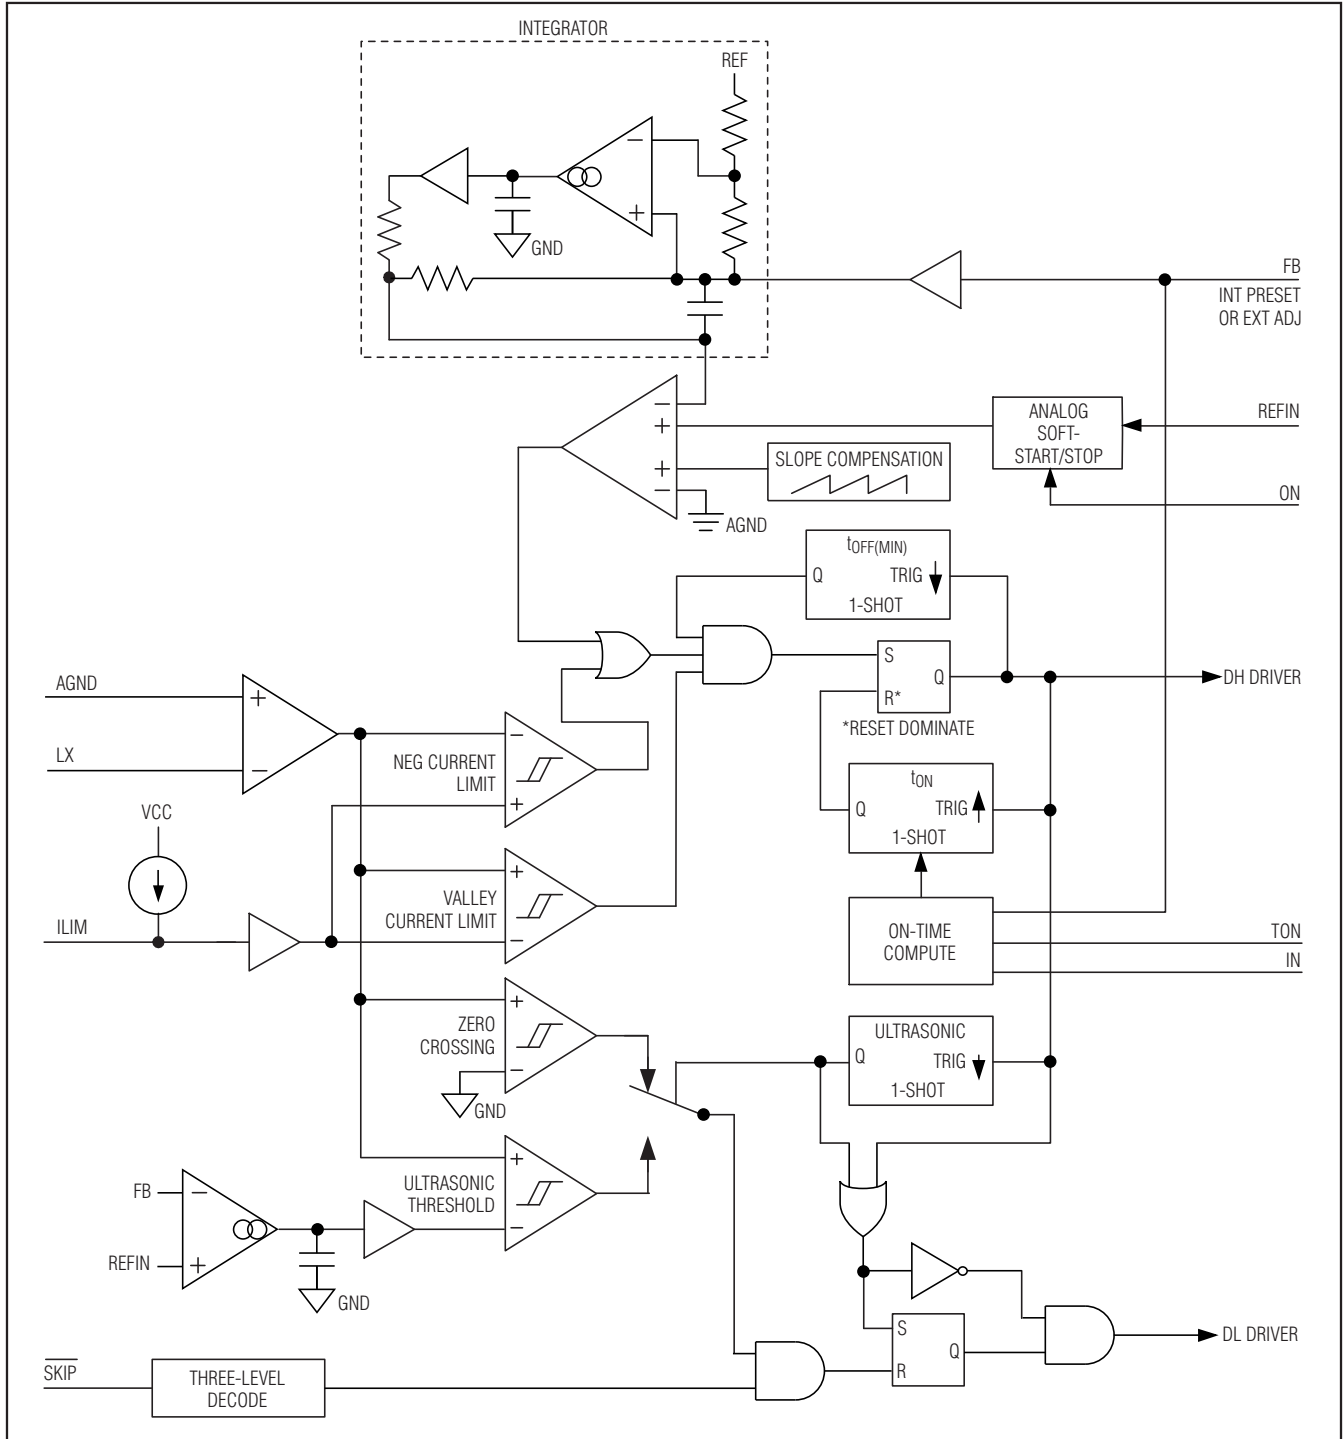 INTEGRATOR
REF
−
+
GND
FB
INT PRESET
OR EXT ADJ
−
+
+
−
ANALOG
SOFT-
START/STOP
REFIN
SLOPE COMPENSATION
ON
AGND
tOFF(MIN)
Q TRIG
1-SHOT
S
Q
R*
DH DRIVER
*RESET DOMINATE
AGND
+
LX
−
NEG CURRENT
LIMIT
−
+
tON
Q TRIG
1-SHOT
VCC
ILIM
VALLEY
CURRENT LIMIT
+
−
ON-TIME
COMPUTE
TON
IN
ZERO
CROSSING
+
−
GND
ULTRASONIC
Q TRIG
1-SHOT
ULTRASONIC
THRESHOLD
+
−
FB
−
REFIN
+
GND
S
Q
R
DL DRIVER
SKIP
THREE-LEVEL
DECODE